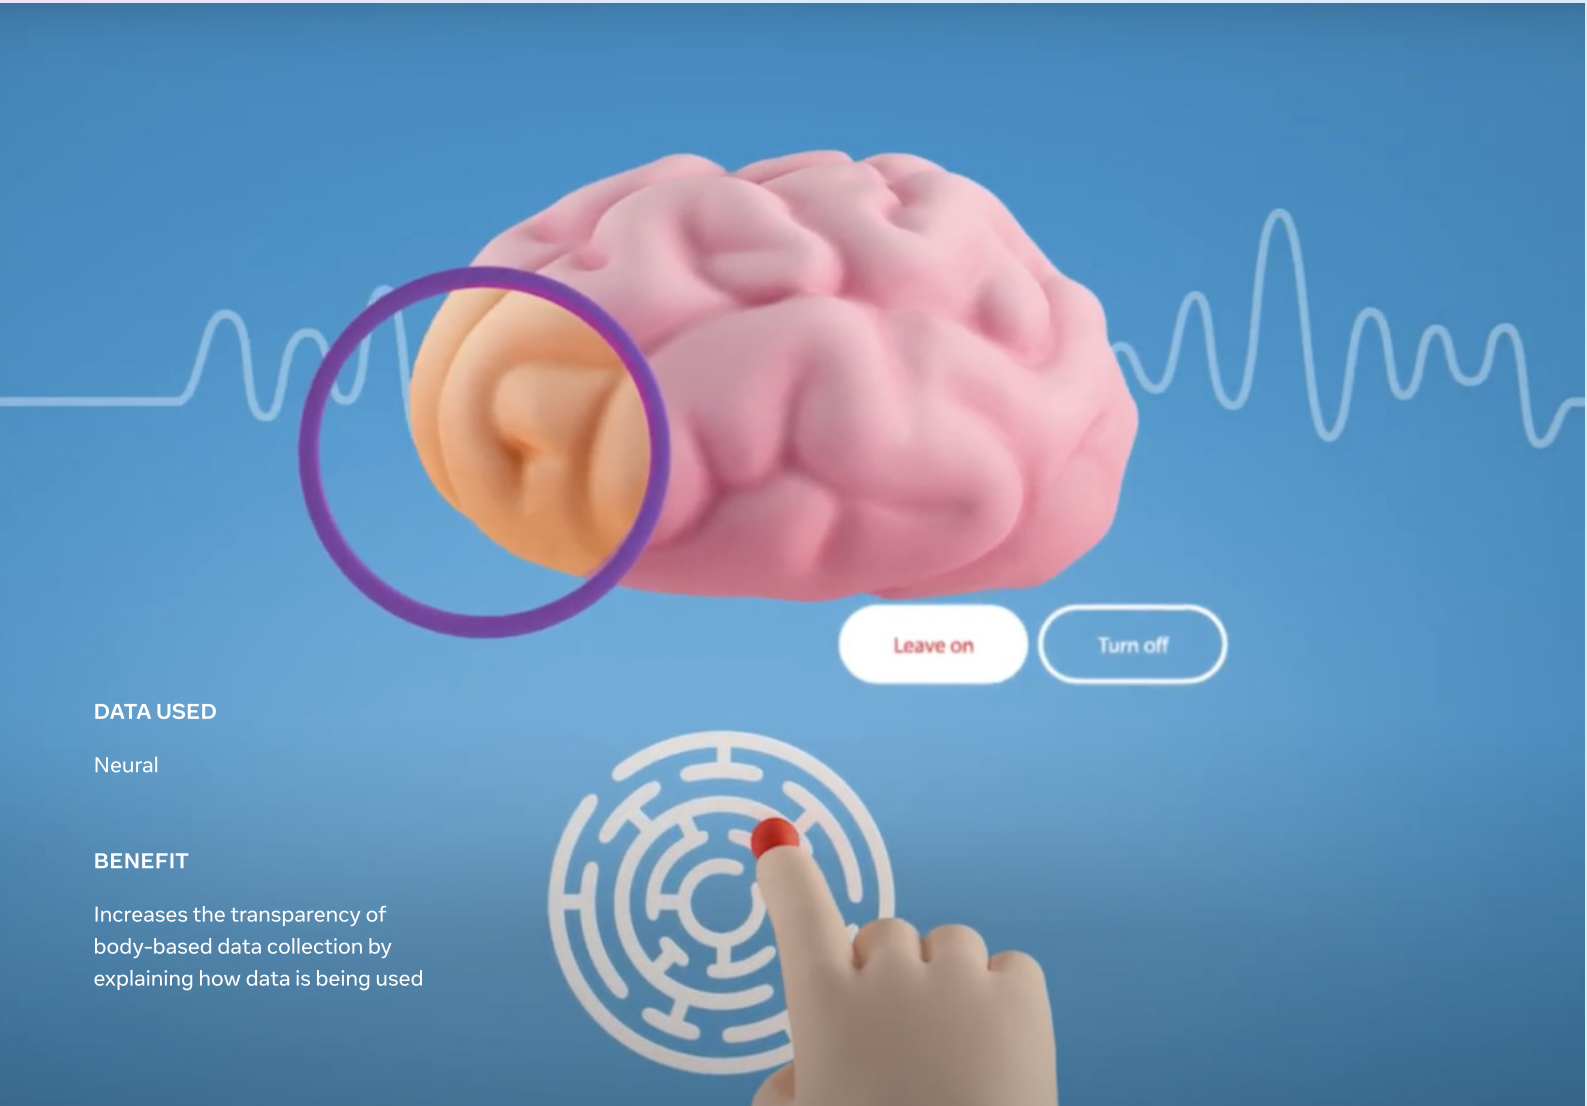 Leave on
Turn off
DATA USED
Neural
BENEFIT
Increases the transparency of
body-based data collection by
explaining how data is being used